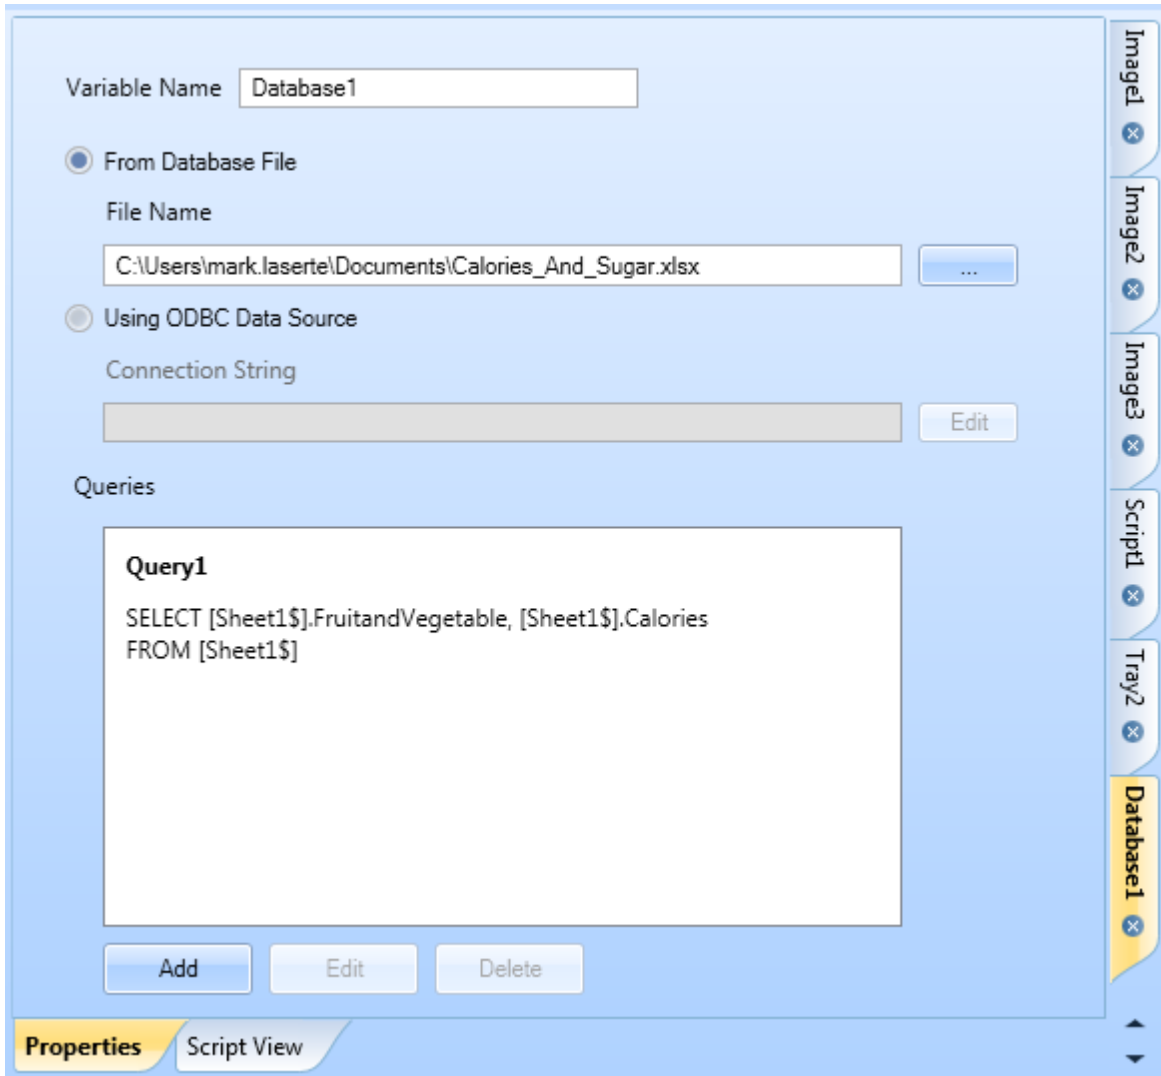 Variable Name Database1
From Database File
File Name
C:\Users\mark.laserte\Documents\Calories_And_Sugar.xlsx ...
Using ODBC Data Source
Connection String
Edit
Queries
Query1
SELECT [Sheet1$].FruitandVegetable, [Sheet1$].Calories
FROM [Sheet1$]
Add Edit Delete
Properties Script View
Image1
Image2
Image3
Script1
Tray2
Database1